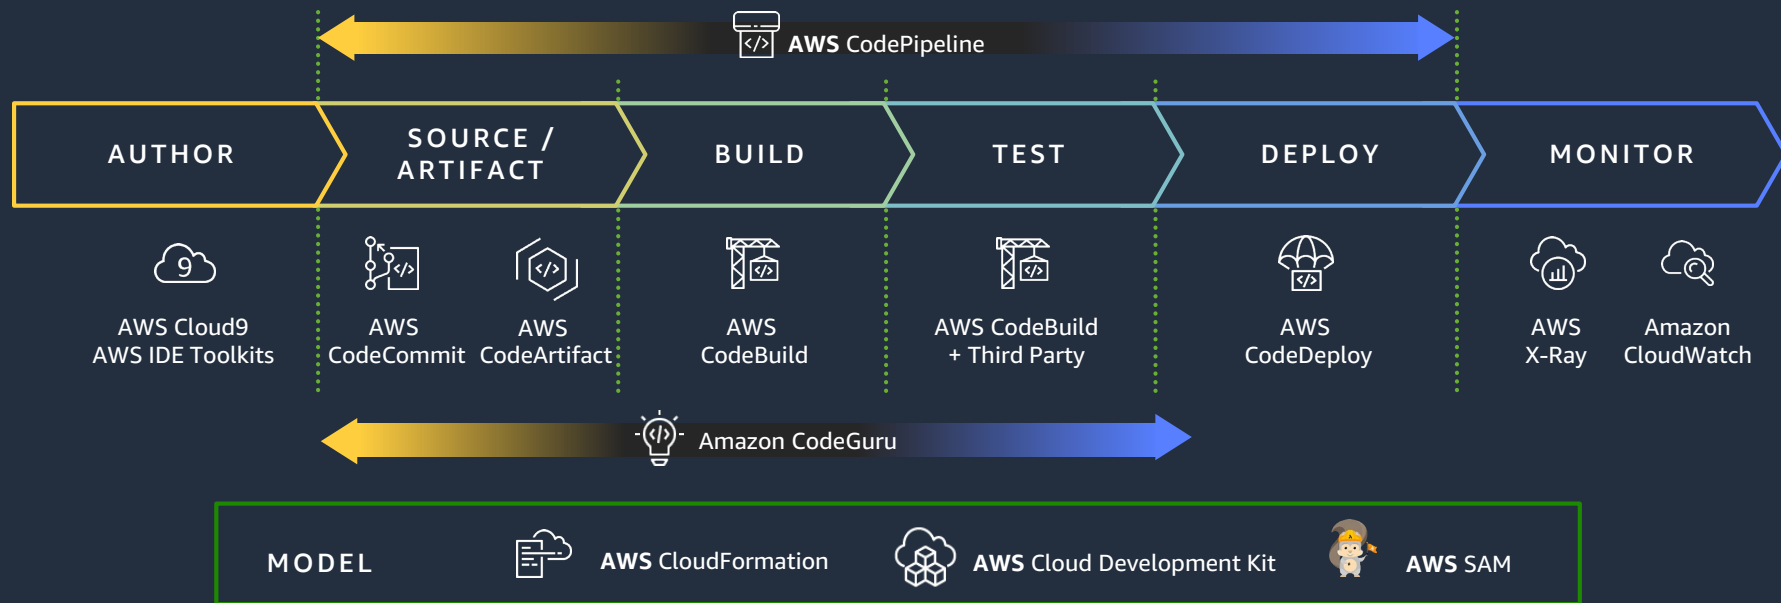 AWS CodePipeline
AUTHOR
SOURCE /
ARTIFACT
BUILD
TEST
DEPLOY
MONITOR
9
AWS Cloud9
AWS IDE Toolkits
</>
AWS
CodeCommit
</>
AWS
CodeArtifact
</>
AWS
CodeBuild
</>
AWS CodeBuild
+ Third Party
</>
AWS
CodeDeploy
AWS
X-Ray
Amazon
CloudWatch
</>
</>
Amazon CodeGuru
MODEL
AWS CloudFormation
AWS Cloud Development Kit
AWS SAM